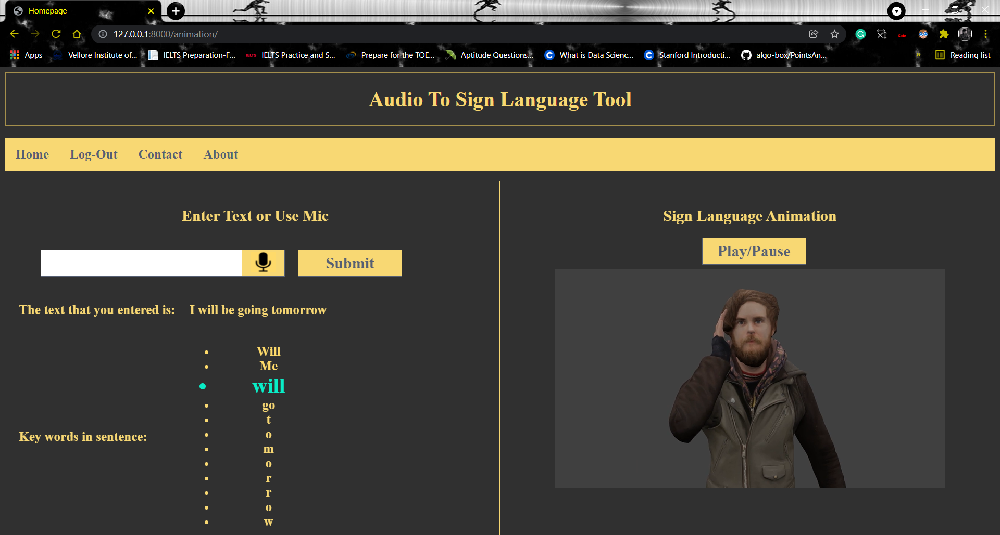 Homepage
127.0.0.1:8000/animation/
Apps
Vellore Institute of...
IELTS Preparation-F...
IELTS
IELTS Practice and S...
Prepare for the TOE...
Aptitude Questions...
What is Data Scienc...
Stanford Introducti...
algo-box/PointsAn...
»
Reading list
Audio To Sign Language Tool
Home
Log-Out
Contact
About
Enter Text or Use Mic
Submit
The text that you entered is: I will be going tomorrow
Key words in sentence:
Will
Me
will
go
t
o
m
o
r
r
o
w
Sign Language Animation
Play/Pause